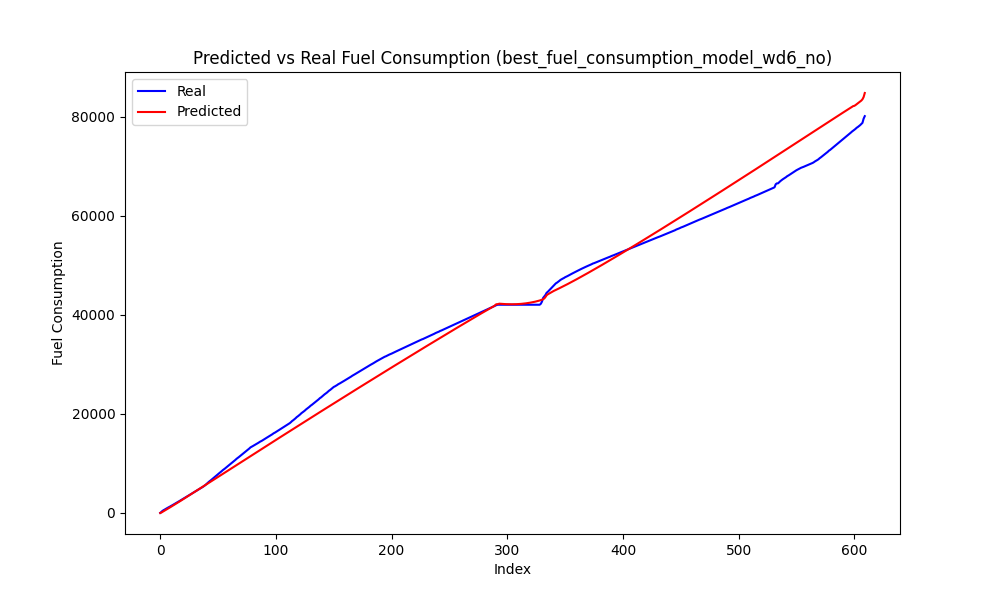 Predicted vs Real Fuel Consumption (best_fuel_consumption_model_wd6_no)
Real
Predicted
80000
60000
40000
20000
0
Fuel Consumption
0 100 200 300 400 500 600
Index